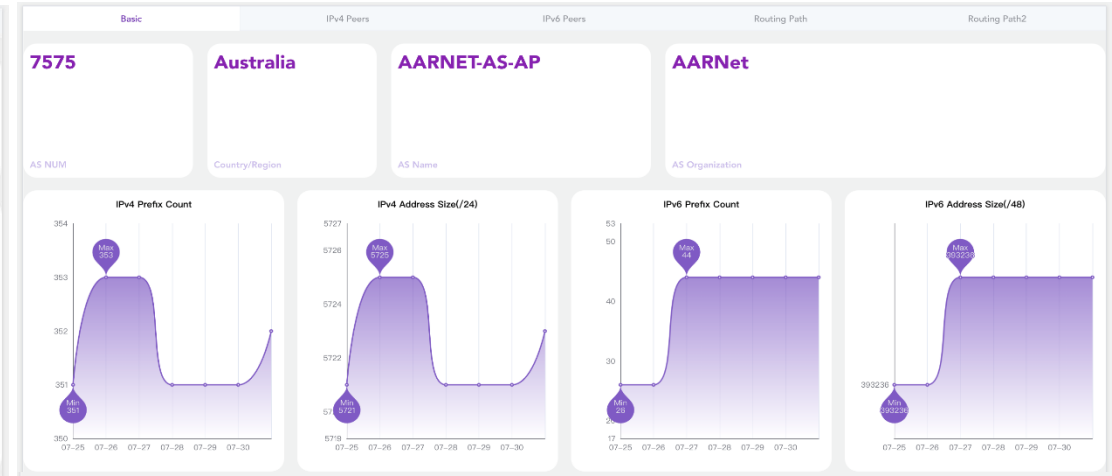 Basic
IPv4 Peers
IPv6 Peers
Routing Path
Routing Path2
7575
AS NUM
Australia
Country/Region
AARNET-AS-AP
AS Name
AARNet
AS Organization
IPv4 Prefix Count
354
353
352
351
350
Max
353
Min
351
07-25 07-26 07-27 07-28 07-29 07-30
IPv4 Address Size(/24)
5727
5726
5724
5722
5718
Max
5725
Min
5721
07-25 07-26 07-27 07-28 07-29 07-30
IPv6 Prefix Count
53
50
40
30
17
Max
44
Min
26
07-25 07-26 07-27 07-28 07-29 07-30
IPv6 Address Size(/48)
393236
Max
Min
393236
07-25 07-26 07-27 07-28 07-29 07-30